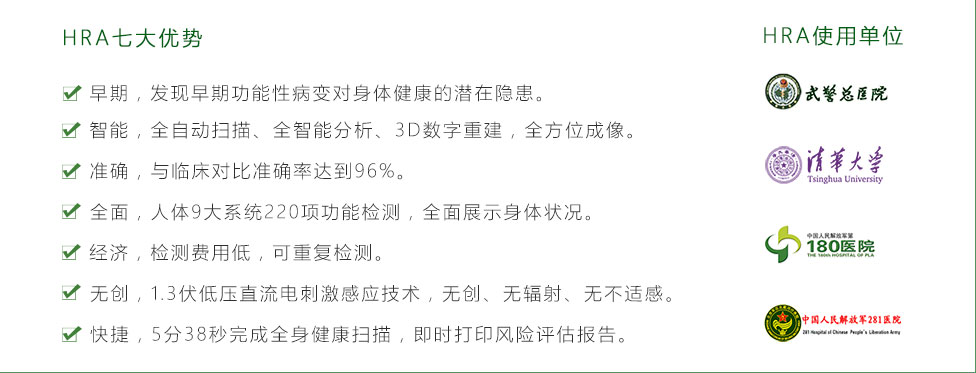 HRA七大优势
早期，发现早期功能性病变对身体健康的潜在隐患。
智能，全自动扫描、全智能分析、3D数字重建，全方位成像。
准确，与临床对比准确率达到96%。
全面，人体9大系统220项功能检测，全面展示身体状况。
经济，检测费用低，可重复检测。
无创，1.3伏低压直流电刺激感应技术，无创、无辐射、无不适感。
快捷，5分38秒完成全身健康扫描，即时打印风险评估报告。
HRA使用单位
武警总医院
清華大学
Tsinghua University
中国人民解放军第
180医院
THE 180th HOSPITAL OF PLA
中国人民解放军281医院
281 Hospital of Chinese People's Liberation Army